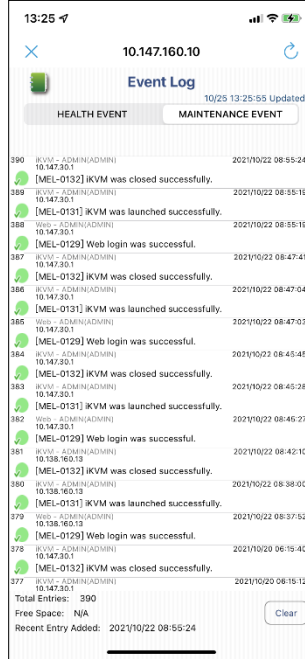 13:25
10.147.160.10
Event Log
10/25 13:25:55 Updated
HEALTH EVENT MAINTENANCE EVENT
390 iKVM - ADMIN(ADMIN) 2021/10/22 08:55:24
10.147.30.1
[MEL-0132] iKVM was closed successfully.
389 iKVM - ADMIN(ADMIN) 2021/10/22 08:55:19
10.147.30.1
[MEL-0131] iKVM was launched successfully.
388 Web - ADMIN(ADMIN) 2021/10/22 08:55:19
10.147.30.1
[MEL-0129] Web login was successful.
387 iKVM - ADMIN(ADMIN) 2021/10/22 08:47:41
10.147.30.1
[MEL-0132] iKVM was closed successfully.
386 iKVM - ADMIN(ADMIN) 2021/10/22 08:47:04
10.147.30.1
[MEL-0131] iKVM was launched successfully.
385 Web - ADMIN(ADMIN) 2021/10/22 08:47:03
10.147.30.1
[MEL-0129] Web login was successful.
384 iKVM - ADMIN(ADMIN) 2021/10/22 08:45:45
10.147.30.1
[MEL-0132] iKVM was closed successfully.
383 iKVM - ADMIN(ADMIN) 2021/10/22 08:45:28
10.147.30.1
[MEL-0131] iKVM was launched successfully.
382 Web - ADMIN(ADMIN) 2021/10/22 08:45:27
10.147.30.1
[MEL-0129] Web login was successful.
381 iKVM - ADMIN(ADMIN) 2021/10/22 08:42:10
10.138.160.13
[MEL-0132] iKVM was closed successfully.
380 iKVM - ADMIN(ADMIN) 2021/10/22 08:38:00
10.138.160.13
[MEL-0131] iKVM was launched successfully.
379 Web - ADMIN(ADMIN) 2021/10/22 08:37:52
10.138.160.13
[MEL-0129] Web login was successful.
378 iKVM - ADMIN(ADMIN) 2021/10/20 06:15:40
10.147.30.1
[MEL-0132] iKVM was closed successfully.
377 iKVM - ADMIN(ADMIN) 2021/10/20 06:15:12
10.147.30.1
Total Entries: 390
Free Space: N/A
Clear
Recent Entry Added: 2021/10/22 08:55:24